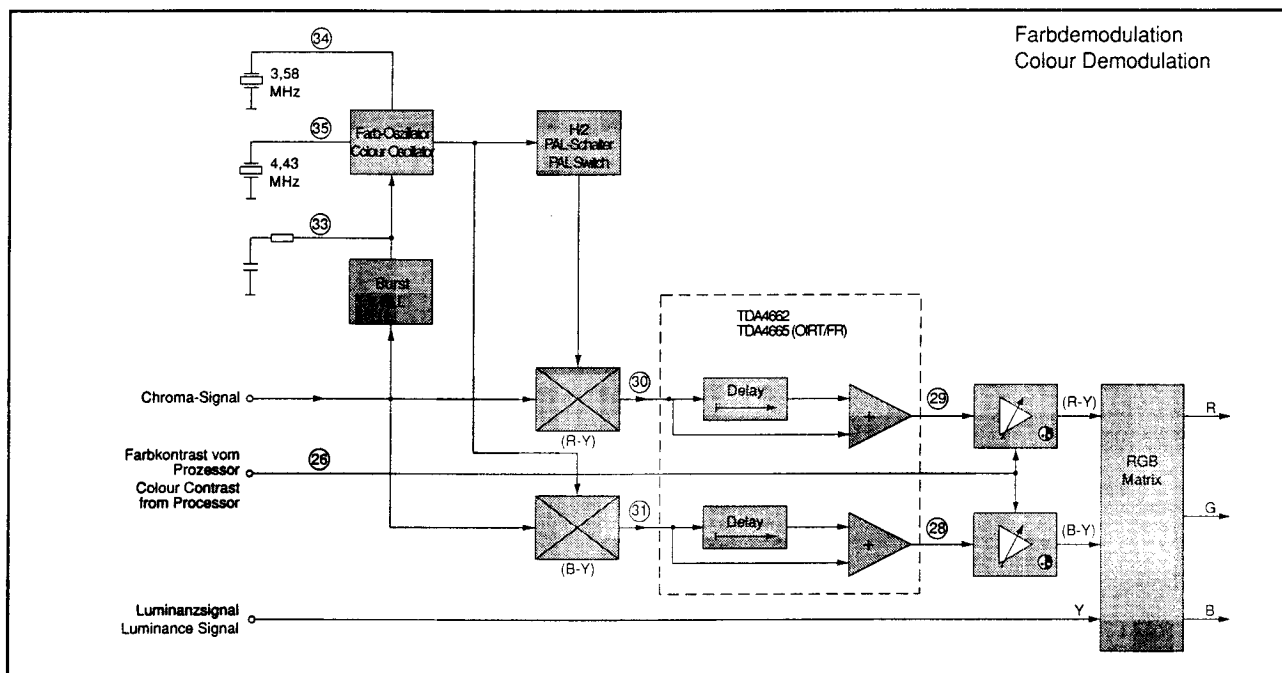 Farbdemodulation
Colour Demodulation
34
3,58
MHz
35
4,43
MHz
Farb-Oszillator
Colour Oscillator
H/2
PAL-Schalter
PAL Switch
33
Burst
TDA4662
TDA4665 (OIRT/FR)
Chroma-Signal
30
Delay
+
29
(R-Y)
R
(R-Y)
Farbkontrast vom
Prozessor
26
Colour Contrast
from Processor
RGB
Matrix
31
Delay
+
28
(B-Y)
G
(B-Y)
Luminanzsignal
Luminance Signal
Y
B